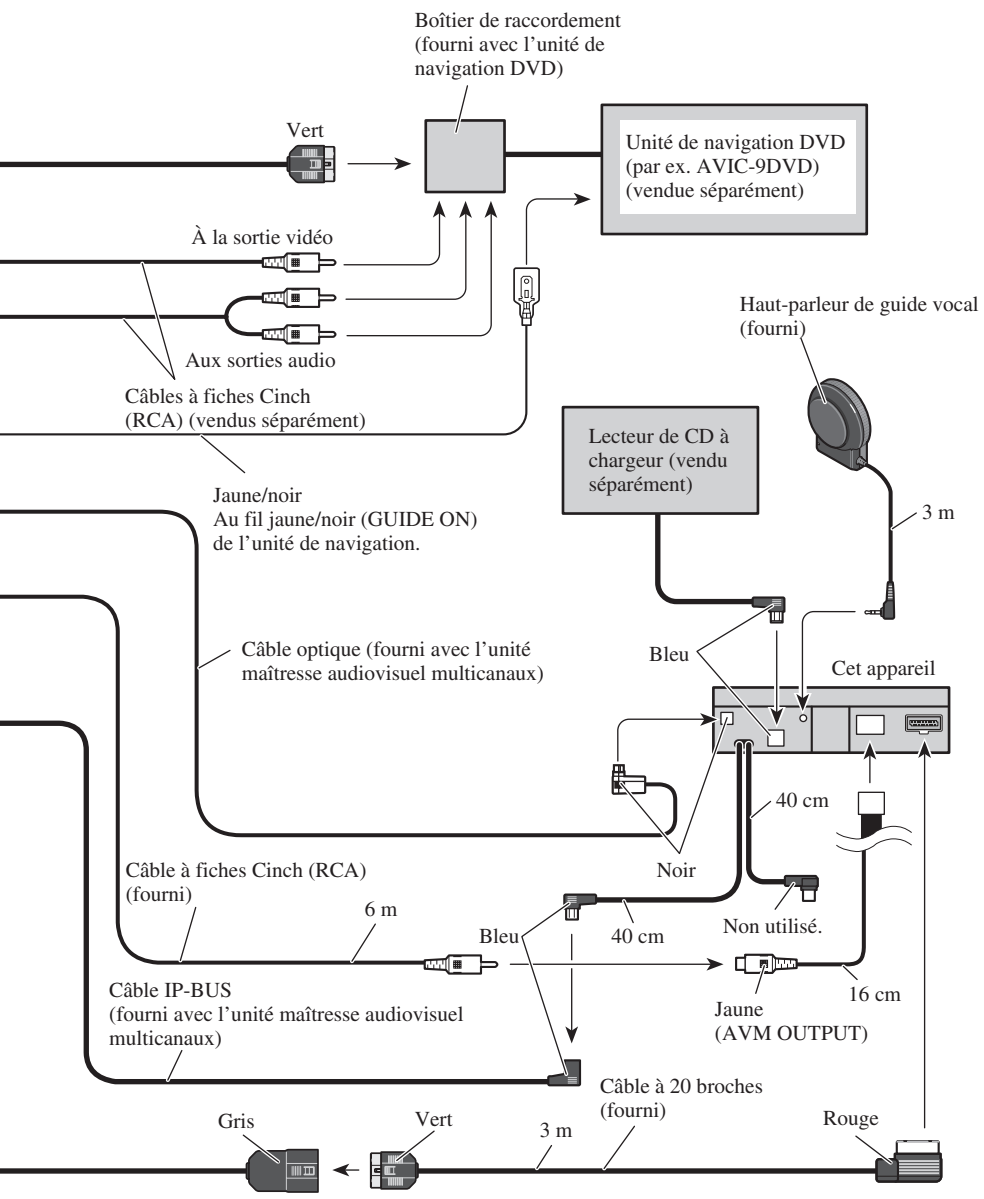 Boîtier de raccordement
(fourni avec l'unité de
navigation DVD)
Vert
Unité de navigation DVD
(par ex. AVIC-9DVD)
(vendue séparément)
À la sortie vidéo
Haut-parleur de guide vocal
(fourni)
Aux sorties audio
Câbles à fiches Cinch
(RCA) (vendus séparément)
Lecteur de CD à
chargeur (vendu
séparément)
Jaune/noir
Au fil jaune/noir (GUIDE ON)
de l'unité de navigation.
3 m
Câble optique (fourni avec l'unité
maîtresse audiovisuel multicanaux)
Bleu
Cet appareil
40 cm
Noir
Câble à fiches Cinch (RCA)
(fourni)
6 m
Bleu
40 cm
Non utilisé.
Câble IP-BUS
(fourni avec l'unité maîtresse audiovisuel
multicanaux)
16 cm
Jaune
(AVM OUTPUT)
Câble à 20 broches
(fourni)
Gris
Vert
3 m
Rouge